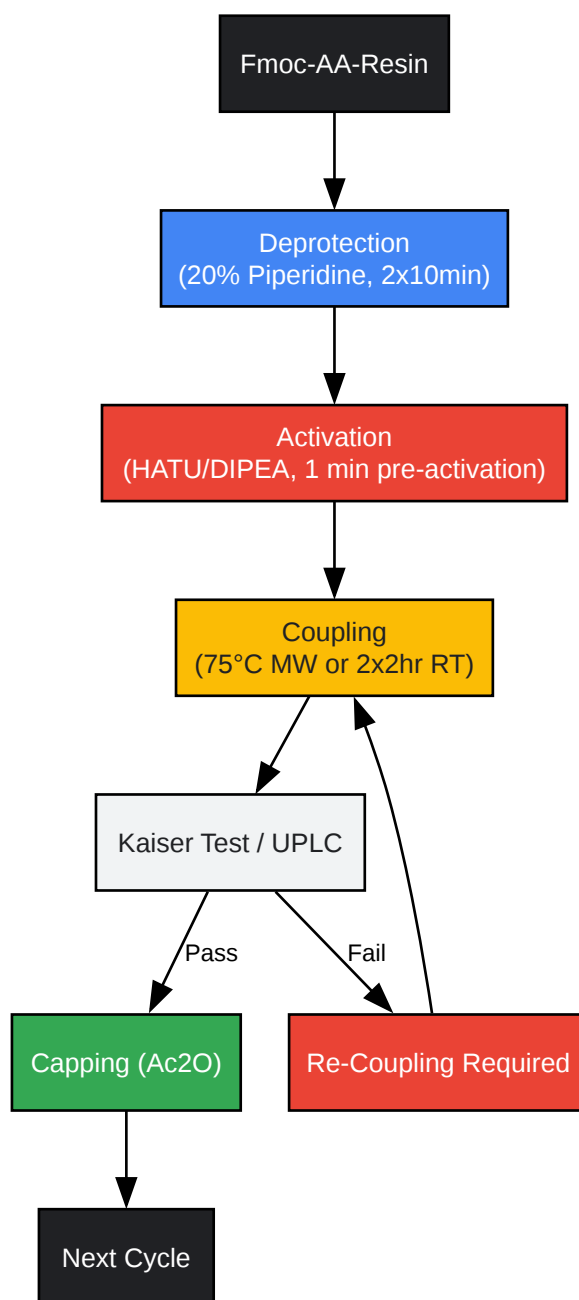 Fmoc-AA-Resin
Deprotection
(20% Piperidine, 2x10min)
Activation
(HATU/DIPEA, 1 min pre-activation)
Coupling
(75°C MW or 2x2hr RT)
Kaiser Test / UPLC
Pass
Fail
Capping (Ac2O)
Re-Coupling Required
Next Cycle